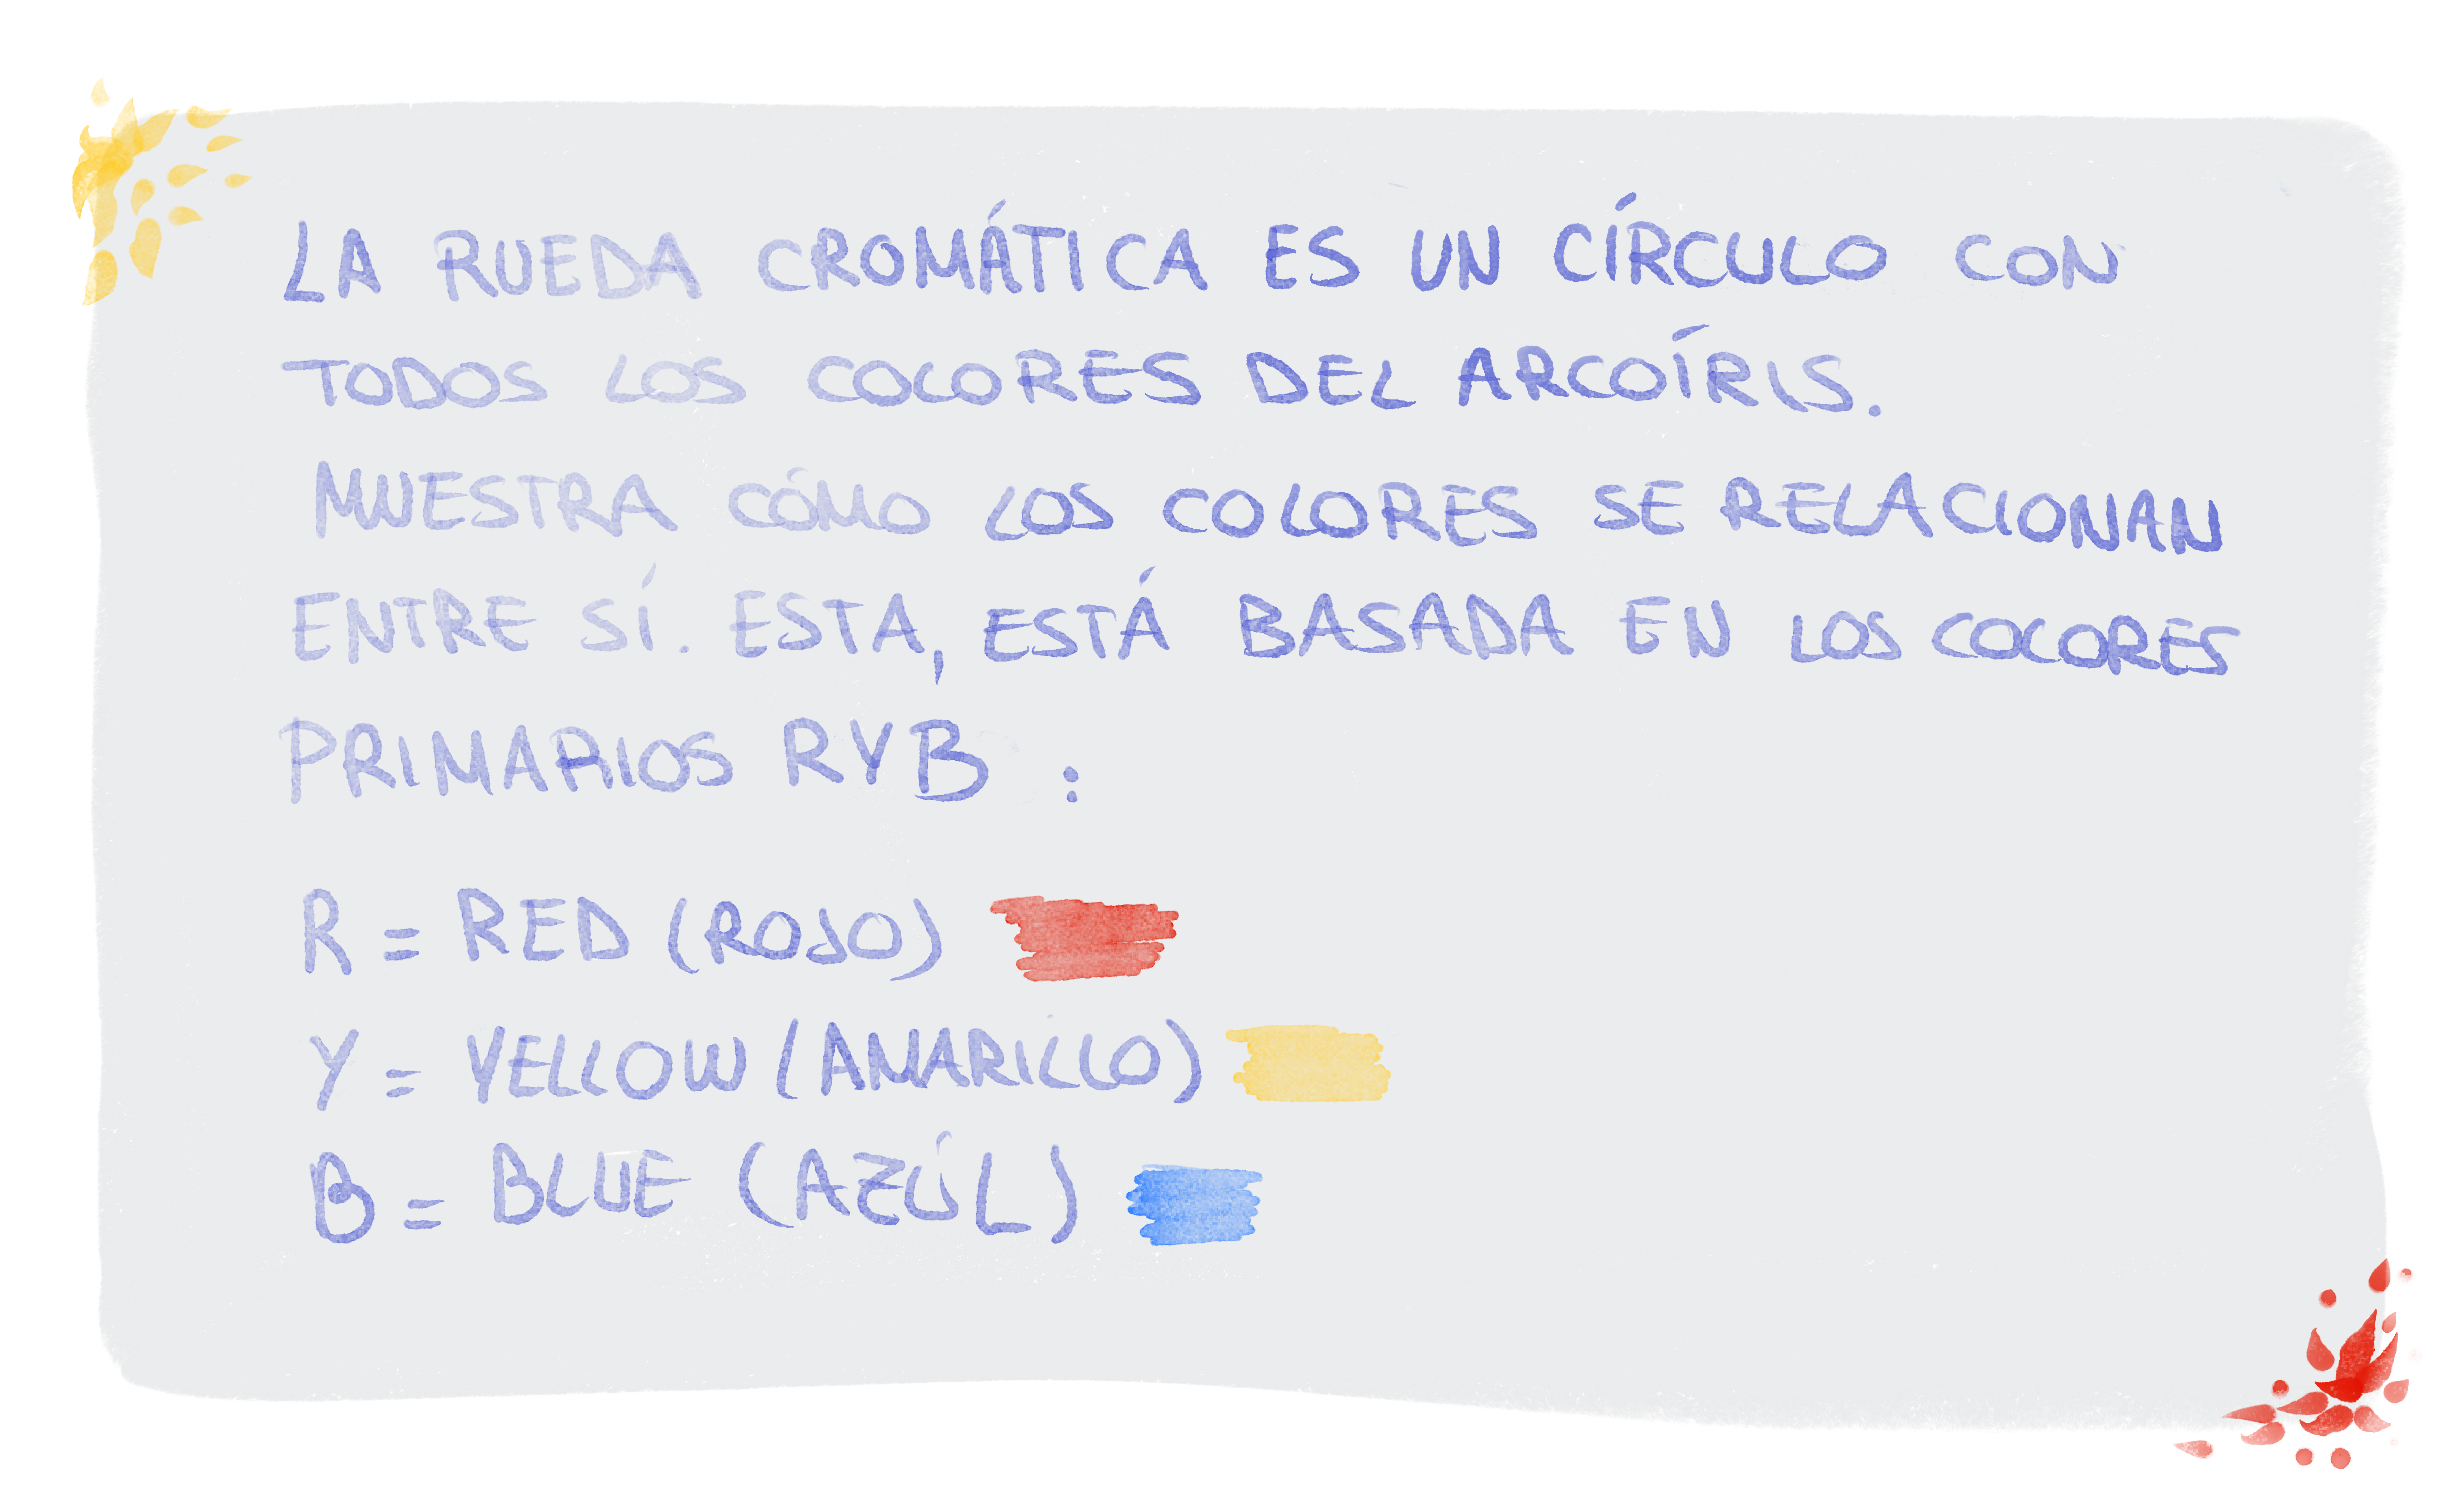 LA RUEDA CROMÁTICA ES UN CÍRCULO CON
TODOS LOS COLORES DEL ARCOÍRIS.
MUESTRA CÓMO LOS COLORES SE RELACIONAN
ENTRE SÍ. ESTA, ESTÁ BASADA EN LOS COLORES
PRIMARIOS RYB :
R = RED (ROJO)
Y = YELLOW (AMARILLO)
B = BLUE (AZÚL)